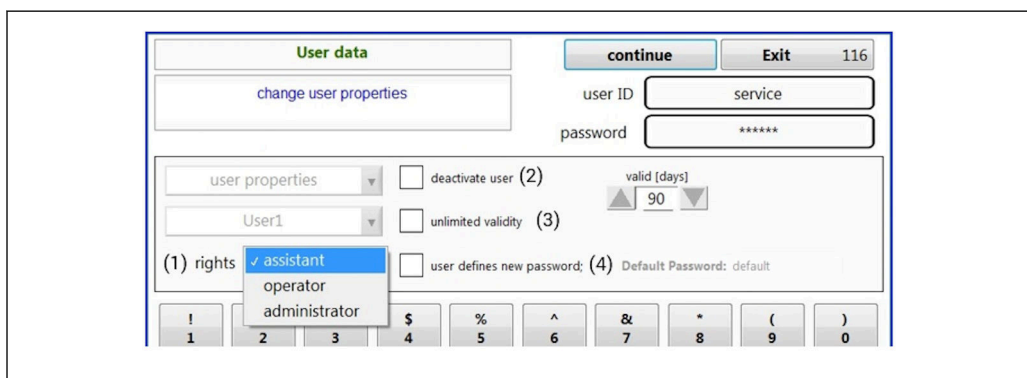 User data
continue
Exit 116
change user properties
user ID service
password ******
user properties
deactivate user (2)
valid [days]
90
User1
unlimited validity (3)
(1) rights ✓ assistant
operator
administrator
user defines new password; (4) Default Password: default
! $ % ^ & * ( )
1 2 3 4 5 6 7 8 9 0